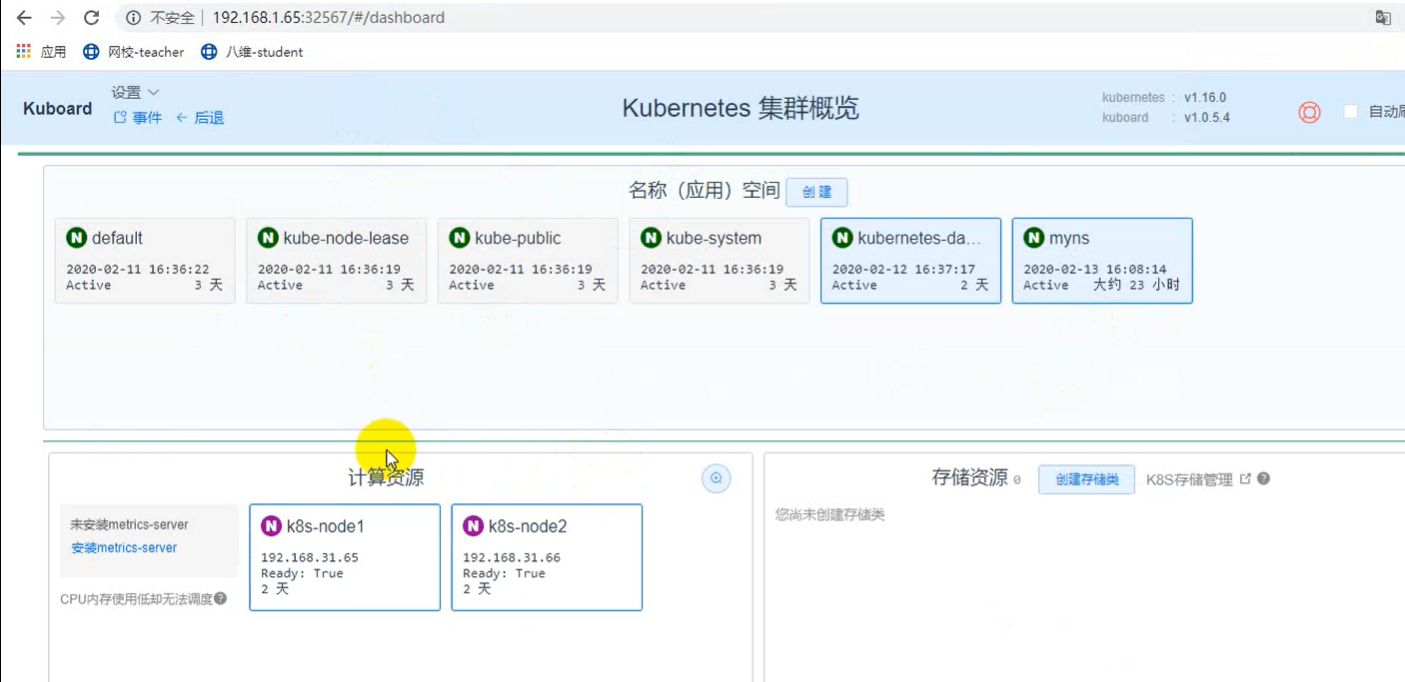 不安全 192.168.1.65:32567/#/dashboard
应用 网校-teacher 八维-student
Kuboard
设置
事件 后退
Kubernetes 集群概览
kubernetes : v1.16.0
kuboard : v1.0.5.4
自动
名称（应用）空间 创建
N default
2020-02-11 16:36:22
Active 3 天
N kube-node-lease
2020-02-11 16:36:19
Active 3 天
N kube-public
2020-02-11 16:36:19
Active 3 天
N kube-system
2020-02-11 16:36:19
Active 3 天
N kubernetes-da...
2020-02-12 16:37:17
Active 2 天
N myns
2020-02-13 16:08:14
Active 大约 23 小时
计算资源
未安装metrics-server
安装metrics-server
CPU内存使用低却无法调度
N k8s-node1
192.168.31.65
Ready: True
2 天
N k8s-node2
192.168.31.66
Ready: True
2 天
存储资源 0 创建存储类 K8S存储管理
您尚未创建存储类